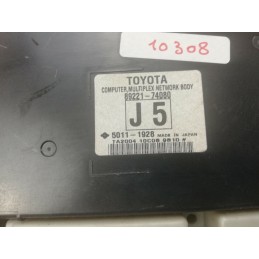 10308
TOYOTA
COMPUTER, MULTIPLEX NETWORK BODY
89221-74080
J5
5011-1928 MADE IN JAPAN